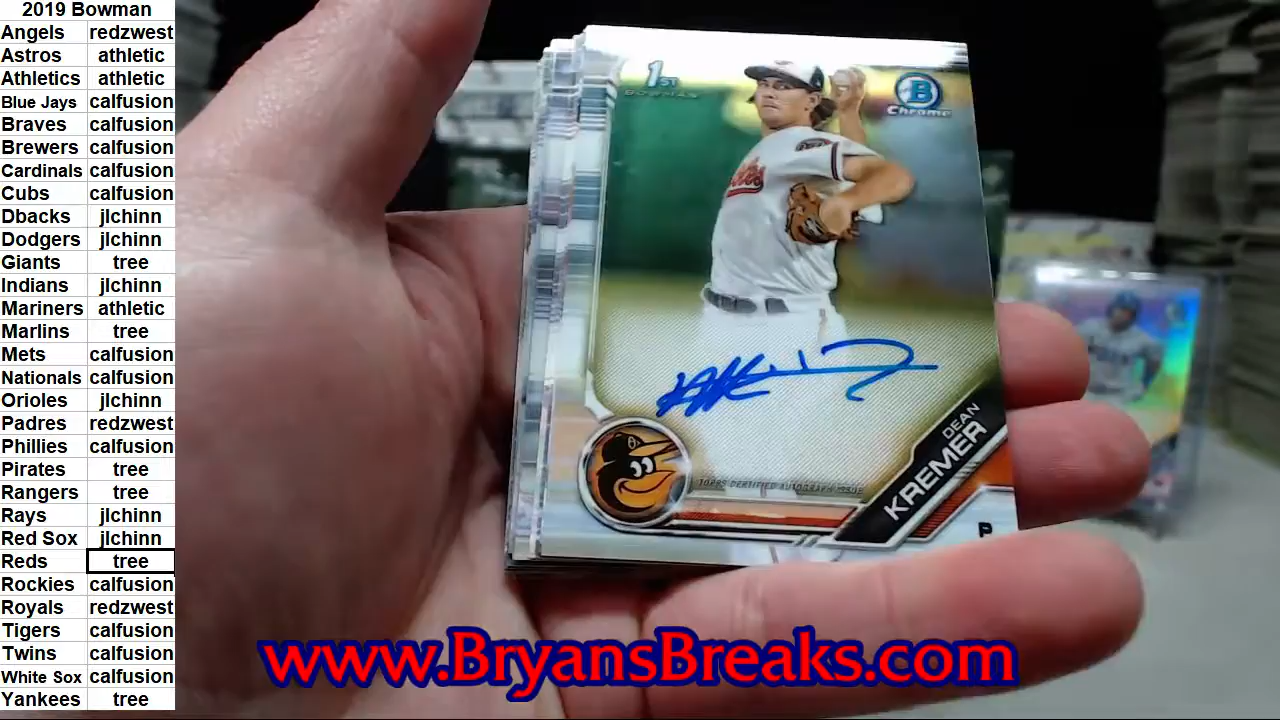 2019 Bowman
Angels redzwest
Astros athletic
Athletics athletic
Blue Jays calfusion
Braves calfusion
Brewers calfusion
Cardinals calfusion
Cubs calfusion
Dbacks jlchinn
Dodgers jlchinn
Giants tree
Indians jlchinn
Mariners athletic
Marlins tree
Mets calfusion
Nationals calfusion
Orioles jlchinn
Padres redzwest
Phillies calfusion
Pirates tree
Rangers tree
Rays jlchinn
Red Sox jlchinn
Reds tree
Rockies calfusion
Royals redzwest
Tigers calfusion
Twins calfusion
White Sox calfusion
Yankees tree
1ST
BOWMAN
B
Chrome
TOPPS CERTIFIED AUTOGRAPH ISSUE
DEAN
KREMER
P
www.BryansBreaks.com